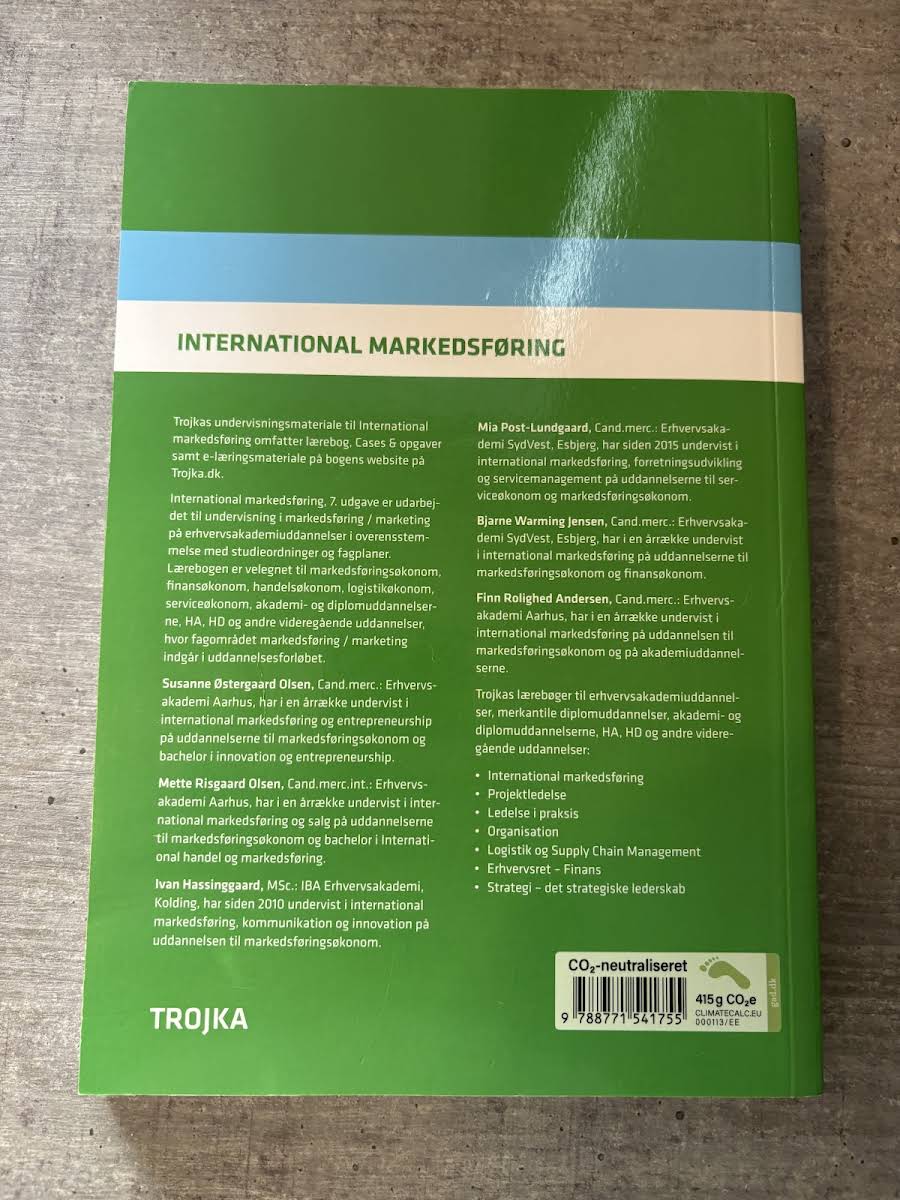 INTERNATIONAL MARKEDSFØRING
Trojkas undervisningsmateriale til International
markedsføring omfatter lærebog, Cases & opgaver
samt e-læringsmateriale på bogens website på
Trojka.dk.
International markedsføring, 7. udgave er udarbej-
det til undervisning i markedsføring / marketing
på erhvervsakademiuddannelser i overensstem-
melse med studieordninger og fagplaner.
Lærebogen er velegnet til markedsføringsøkonom,
finansøkonom, handelsøkonom, logistikøkonom,
serviceøkonom, akademi- og diplomuddannelser-
ne, HA, HD og andre videregående uddannelser,
hvor fagområdet markedsføring / marketing
indgår i uddannelsesforløbet.
Susanne Østergaard Olsen, Cand.merc.: Erhvervs-
akademi Aarhus, har i en årrække undervist i
international markedsføring og entrepreneurship
på uddannelserne til markedsføringsøkonom og
bachelor i innovation og entrepreneurship.
Mette Risgaard Olsen, Cand.merc.int.: Erhvervs-
akademi Aarhus, har i en årrække undervist i inter-
national markedsføring og salg på uddannelserne
til markedsføringsøkonom og bachelor i Internati-
onal handel og markedsføring.
Ivan Hassinggaard, MSc.: IBA Erhvervsakademi,
Kolding, har siden 2010 undervist i international
markedsføring, kommunikation og innovation på
uddannelsen til markedsføringsøkonom.
Mia Post-Lundgaard, Cand.merc.: Erhvervsaka-
demi SydVest, Esbjerg, har siden 2015 undervist i
international markedsføring, forretningsudvikling
og servicemanagement på uddannelserne til ser-
viceøkonom og markedsføringsøkonom.
Bjarne Warming Jensen, Cand.merc.: Erhvervsaka-
demi SydVest, Esbjerg, har i en årrække undervist
i international markedsføring på uddannelserne til
markedsføringsøkonom og finansøkonom.
Finn Rolighed Andersen, Cand.merc.: Erhvervs-
akademi Aarhus, har i en årrække undervist i
international markedsføring på uddannelsen til
markedsføringsøkonom og på akademiuddannel-
serne.
Trojkas lærebøger til erhvervsakademiuddannel-
ser, merkantile diplomuddannelser, akademi- og
diplomuddannelserne, HA, HD og andre videre-
gående uddannelser:
• International markedsføring
• Projektledelse
• Ledelse i praksis
• Organisation
• Logistik og Supply Chain Management
• Erhvervsret – Finans
• Strategi – det strategiske lederskab
TROJKA
CO₂-neutraliseret
9 788771 541755
415 g CO₂e
CLIMATECALC.EU
000113/EE
gad.dk